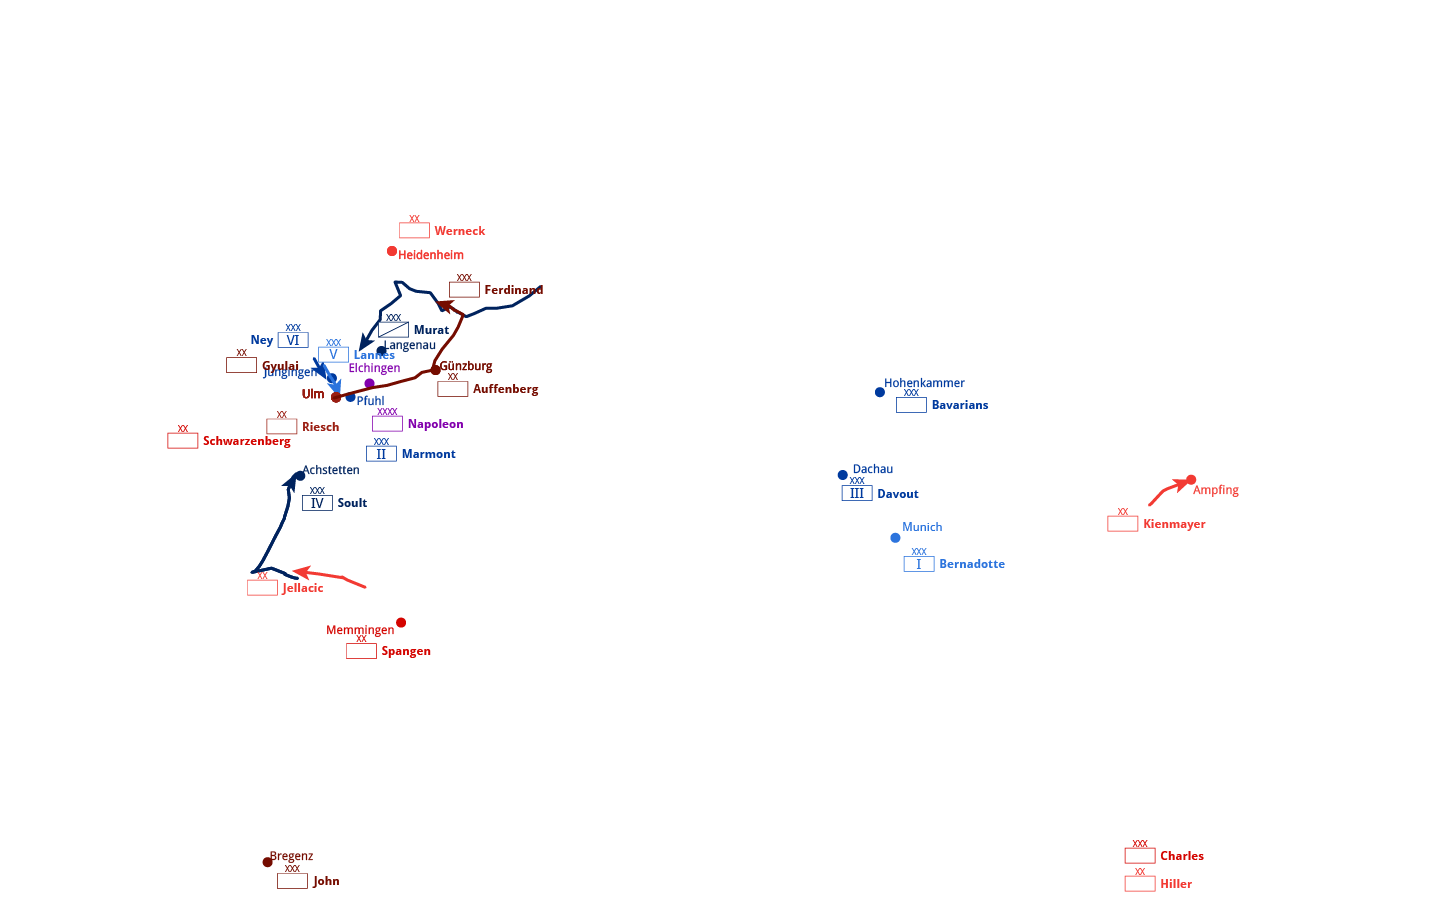 XX
Werneck
Heidenheim
XXX
Ferdinand
XXX
Murat
XXX
Ney VI
XXX
V Lannes
Langenau
XX
Gyulai
Jungingen
Elchingen
Günzburg
XX
Auffenberg
Ulm
Pfuhl
XXXX
Napoleon
XX
Riesch
XX
Schwarzenberg
XXX
II Marmont
Achstetten
XXX
IV Soult
XX
Jellacic
Memmingen
XX
Spangen
Hohenkammer
XXX
Bavarians
Dachau
XXX
III Davout
Munich
XXX
I Bernadotte
Ampfing
XX
Kienmayer
Bregenz
XXX
John
XXX
Charles
XX
Hiller